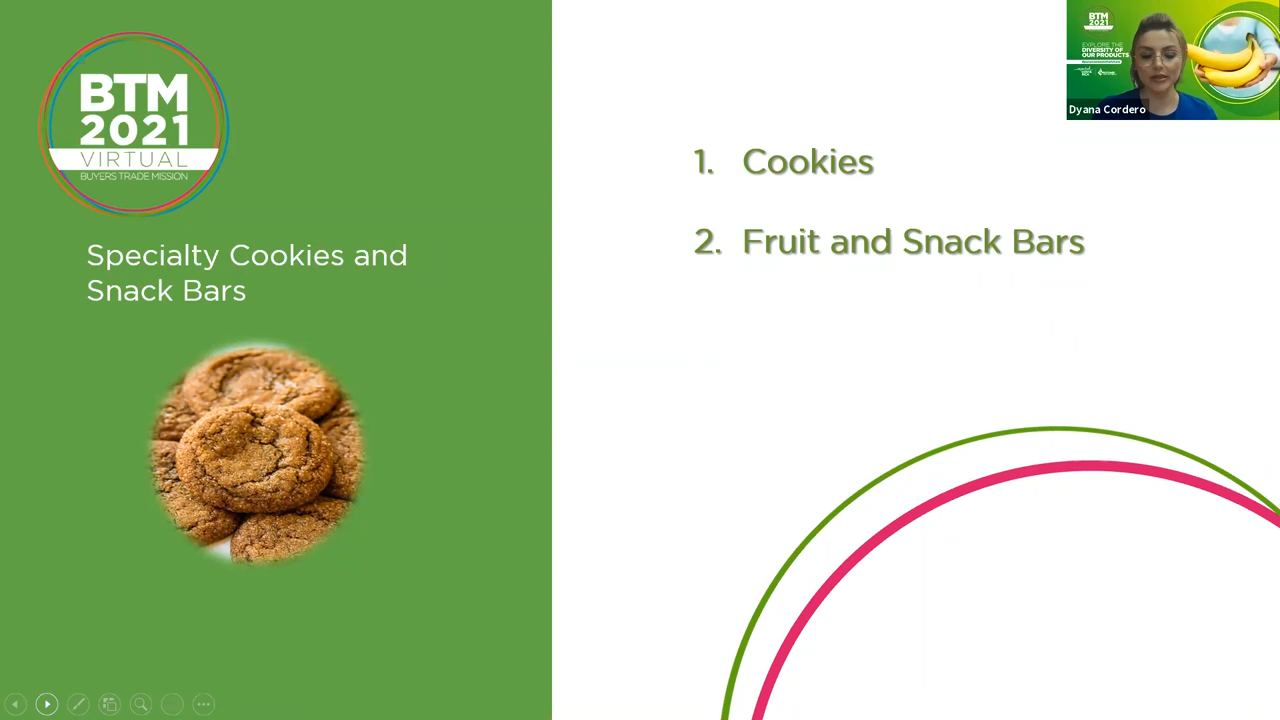 BTM
2021
VIRTUAL
BUYERS TRADE MISSION
Specialty Cookies and
Snack Bars
1. Cookies
2. Fruit and Snack Bars
BTM
2021
EXPLORE THE
DIVERSITY OF
OUR PRODUCTS
Dyana Cordero